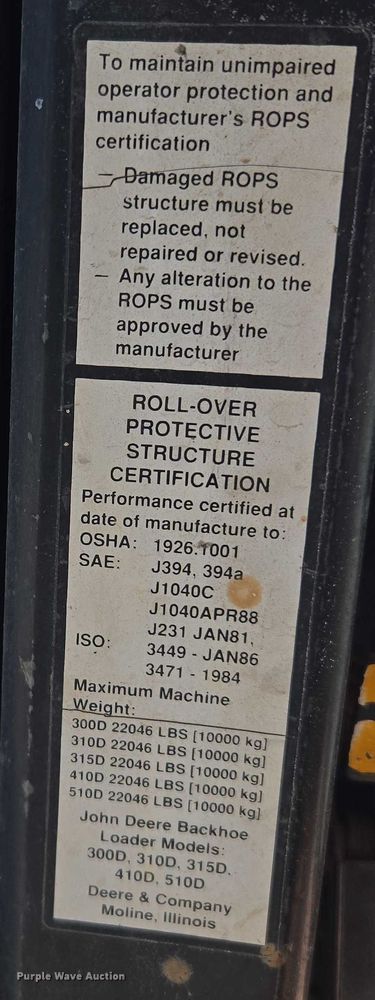 To maintain unimpaired
operator protection and
manufacturer's ROPS
certification
— Damaged ROPS
structure must be
replaced, not
repaired or revised.
— Any alteration to the
ROPS must be
approved by the
manufacturer
ROLL-OVER
PROTECTIVE
STRUCTURE
CERTIFICATION
Performance certified at
date of manufacture to:
OSHA: 1926.1001
SAE: J394, 394a
J1040C
J1040APR88
J231 JAN81,
ISO: 3449 - JAN86
3471 - 1984
Maximum Machine
Weight:
300D 22046 LBS [10000 kg]
310D 22046 LBS [10000 kg]
315D 22046 LBS [10000 kg]
410D 22046 LBS [10000 kg]
510D 22046 LBS [10000 kg]
John Deere Backhoe
Loader Models:
300D, 310D, 315D,
410D, 510D
Deere & Company
Moline, Illinois
Purple Wave Auction